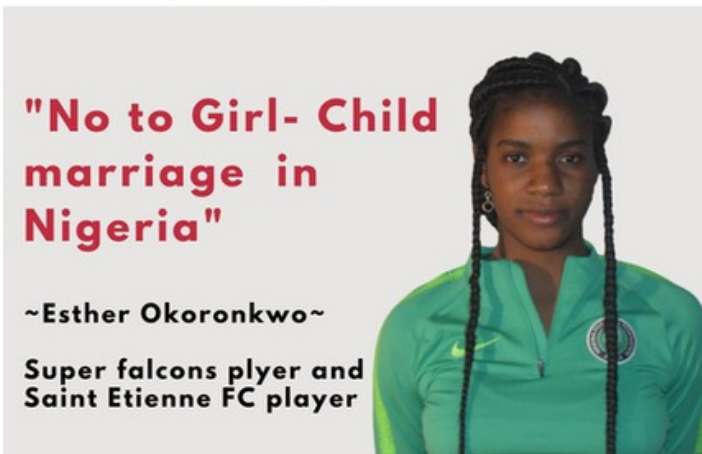 "No to Girl- Child
marriage in
Nigeria"
~Esther Okoronkwo~
Super falcons plyer and
Saint Etienne FC player